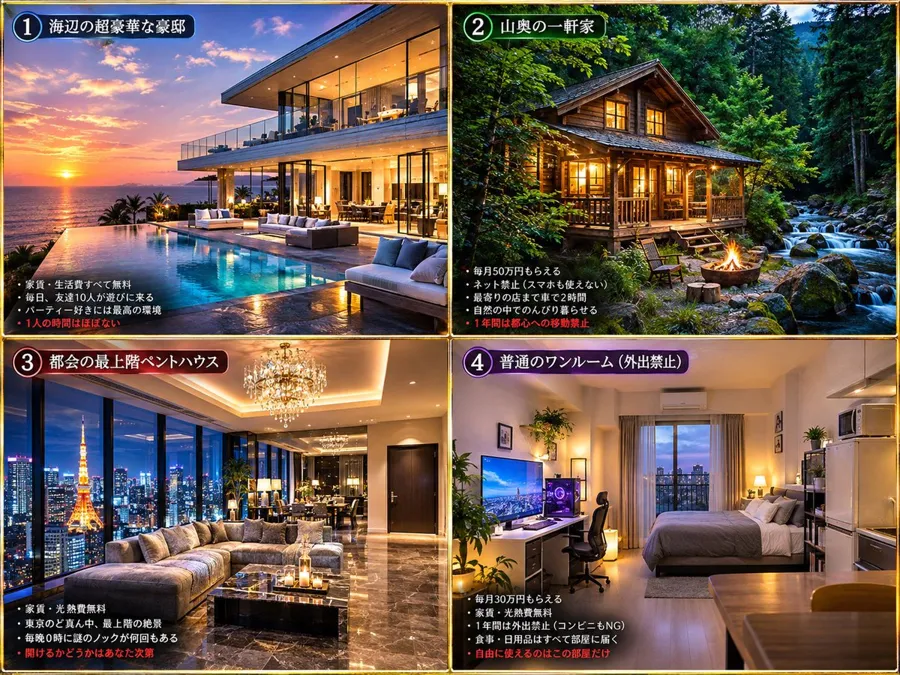 1 海辺の超豪華な豪邸
・家賃・生活費すべて無料
・毎日、友達10人が遊びに来る
・パーティー好きには最高の環境
・1人の時間はほぼない
2 山奥の一軒家
・毎月50万円もらえる
・ネット禁止（スマホも使えない）
・最寄りの店まで車で2時間
・自然の中でのんびり暮らせる
・1年間は都心への移動禁止
3 都会の最上階ペントハウス
・家賃・光熱費無料
・東京のど真ん中、最上階の絶景
・毎晩0時に謎のノックが何回もある
・開けるかどうかはあなた次第
4 普通のワンルーム（外出禁止）
・毎月30万円もらえる
・家賃・光熱費無料
・1年間は外出禁止（コンビニもNG）
・食事・日用品はすべて部屋に届く
・自由に使えるのはこの部屋だけ